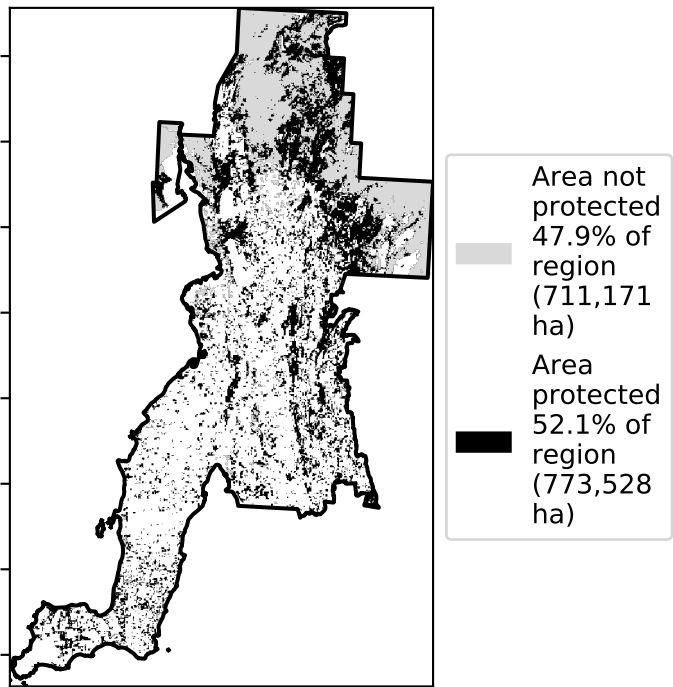 Area not
protected
47.9% of
region
(711,171
ha)
Area
protected
52.1% of
region
(773,528
ha)